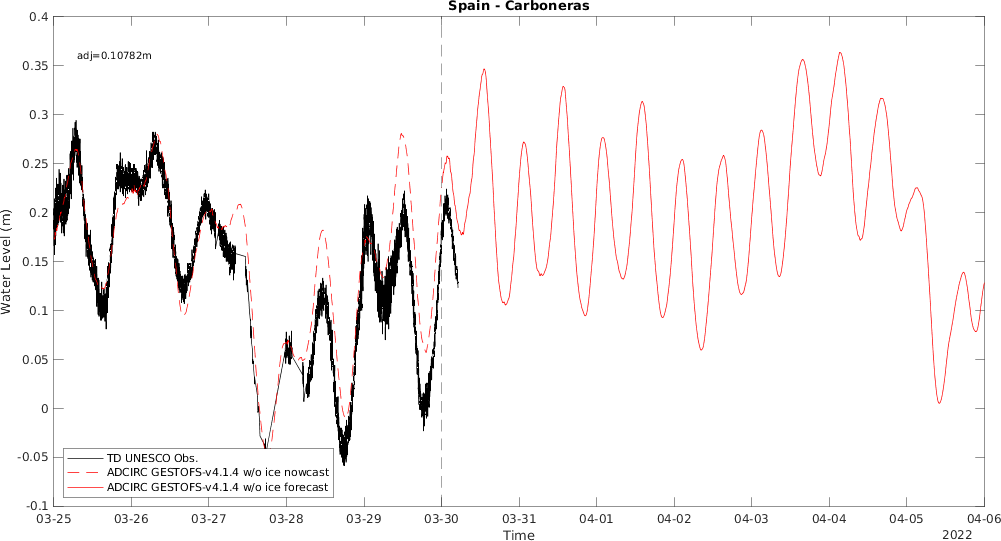 Spain - Carboneras
0.4
adj=0.10782m
0.35
0.3
0.25
0.2
0.15
0.1
0.05
0
-0.05
-0.1
Water Level (m)
TD UNESCO Obs.
ADCIRC GESTOFS-v4.1.4 w/o ice nowcast
ADCIRC GESTOFS-v4.1.4 w/o ice forecast
03-25 03-26 03-27 03-28 03-29 03-30 03-31 04-01 04-02 04-03 04-04 04-05 04-06
Time
2022